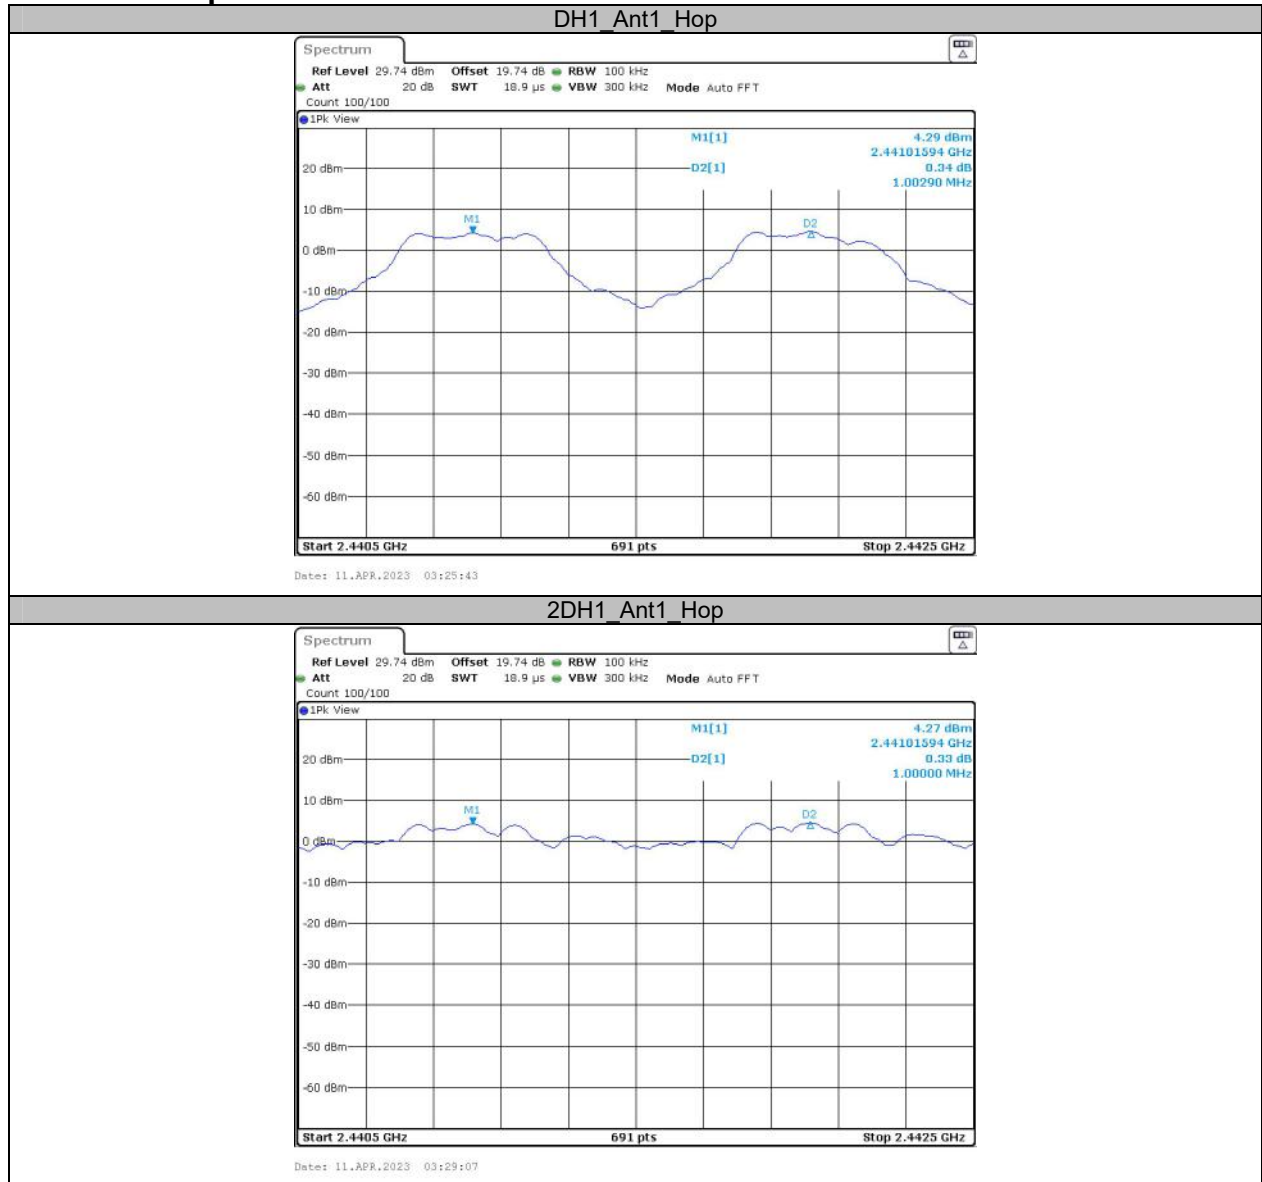 DH1_Ant1_Hop
Spectrum
Ref Level 29.74 dBm Offset 19.74 dB RBW 100 kHz
Att 20 dB SWT 18.9 µs VBW 300 kHz Mode Auto FFT
Count 100/100
1Pk View
M1[1] 4.29 dBm
2.44101594 GHz
20 dBm D2[1] 0.34 dB
1.00290 MHz
10 dBm
M1 D2
0 dBm
-10 dBm
-20 dBm
-30 dBm
-40 dBm
-50 dBm
-60 dBm
Start 2.4405 GHz 691 pts Stop 2.4425 GHz
Date: 11.APR.2023 03:25:43
2DH1_Ant1_Hop
Spectrum
Ref Level 29.74 dBm Offset 19.74 dB RBW 100 kHz
Att 20 dB SWT 18.9 µs VBW 300 kHz Mode Auto FFT
Count 100/100
1Pk View
M1[1] 4.27 dBm
2.44101594 GHz
20 dBm D2[1] 0.33 dB
1.00000 MHz
10 dBm
M1 D2
0 dBm
-10 dBm
-20 dBm
-30 dBm
-40 dBm
-50 dBm
-60 dBm
Start 2.4405 GHz 691 pts Stop 2.4425 GHz
Date: 11.APR.2023 03:29:07